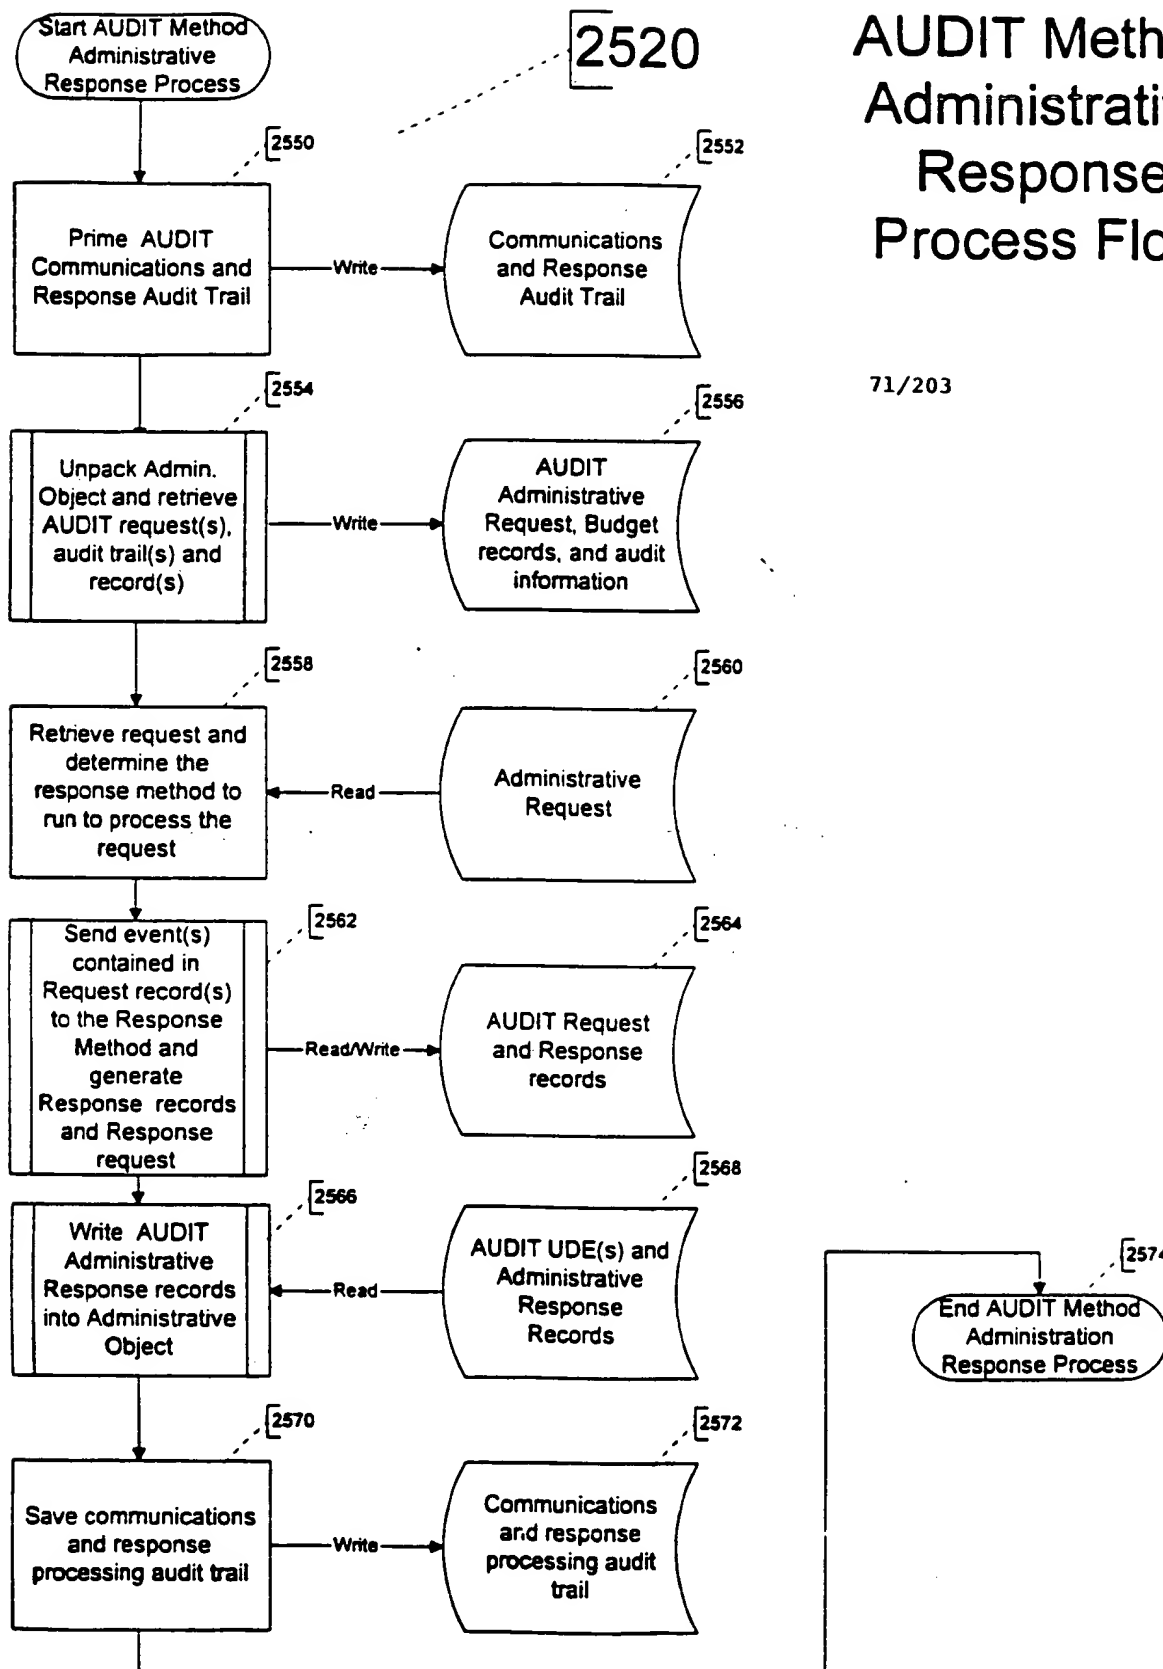 Start AUDIT Method
Administrative
Response Process
2520
AUDIT Meth
Administrati
Response
Process Flo
2550
2552
Prime AUDIT
Communications and
Response Audit Trail
Write
Communications
and Response
Audit Trail
71/203
2554
2556
Unpack Admin.
Object and retrieve
AUDIT request(s),
audit trail(s) and
record(s)
Write
AUDIT
Administrative
Request, Budget
records, and audit
information
2558
2560
Retrieve request and
determine the
response method to
run to process the
request
Read
Administrative
Request
2562
2564
Send event(s)
contained in
Request record(s)
to the Response
Method and
generate
Response records
and Response
request
Read/Write
AUDIT Request
and Response
records
2566
2568
Write AUDIT
Administrative
Response records
into Administrative
Object
Read
AUDIT UDE(s) and
Administrative
Response
Records
2574
End AUDIT Method
Administration
Response Process
2570
2572
Save communications
and response
processing audit trail
Write
Communications
and response
processing audit
trail